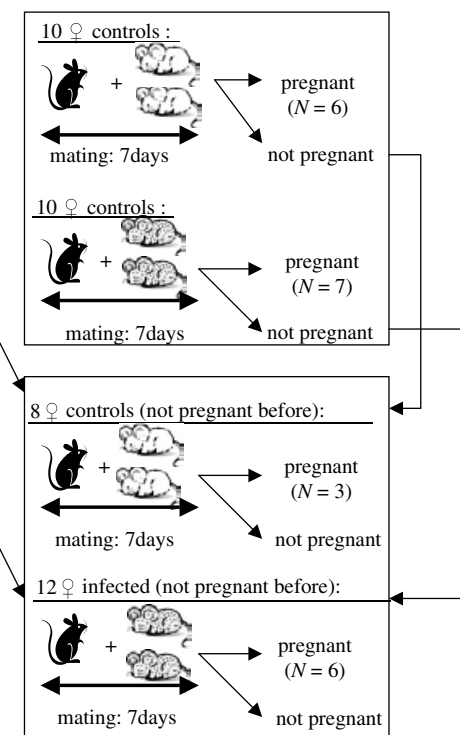 10 ♀ controls :
+
pregnant
(N = 6)
mating: 7days
not pregnant
10 ♀ controls :
+
pregnant
(N = 7)
mating: 7days
not pregnant
8 ♀ controls (not pregnant before):
+
pregnant
(N = 3)
mating: 7days
not pregnant
12 ♀ infected (not pregnant before):
+
pregnant
(N = 6)
mating: 7days
not pregnant